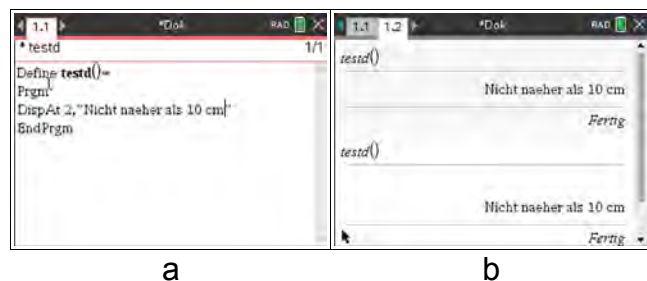 1.1 *Dok RAD
* testd 1/1
Define testd()=
Prgm
DispAt 2,"Nicht naeher als 10 cm"
EndPrgm
1.1 1.2 *Dok RAD
testd()
Nicht naeher als 10 cm
Fertig
testd()
Nicht naeher als 10 cm
Fertig
a b